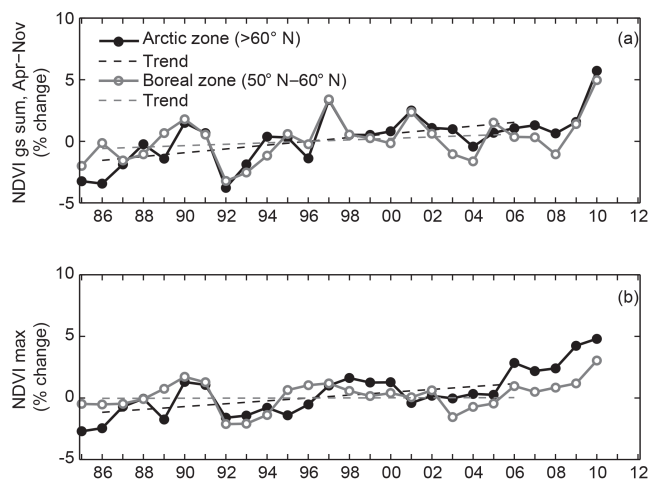 10
5
0
-5
NDVI gs sum, Apr–Nov
(% change)
Arctic zone (>60° N)
Trend
Boreal zone (50° N–60° N)
Trend
(a)
86 88 90 92 94 96 98 00 02 04 06 08 10 12
10
5
0
-5
NDVI max
(% change)
(b)
86 88 90 92 94 96 98 00 02 04 06 08 10 12